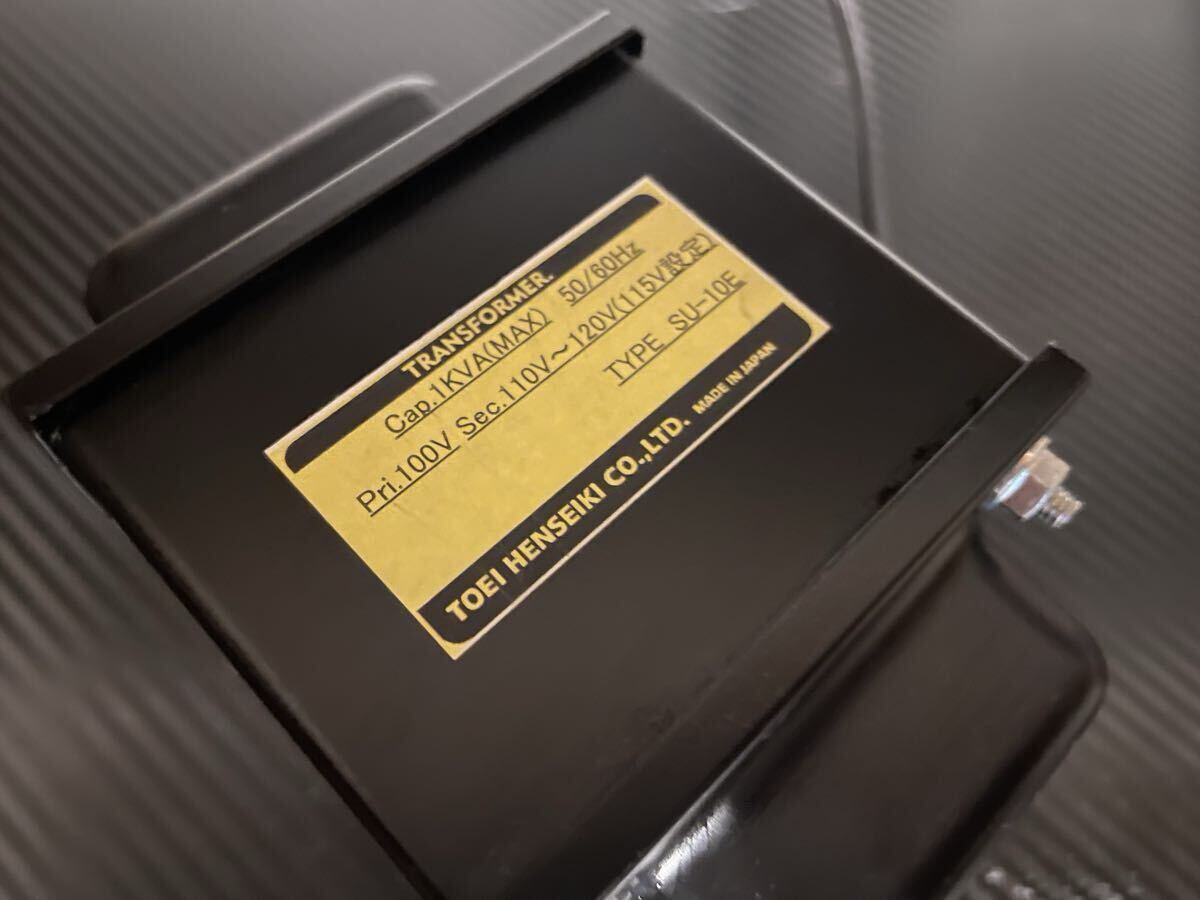 TRANSFORMER.
Cap.1KVA(MAX) 50/60Hz
Pri.100V Sec.110V～120V(115V設定)
TYPE SU-10E
TOEI HENSEIKI CO.,LTD. MADE IN JAPAN